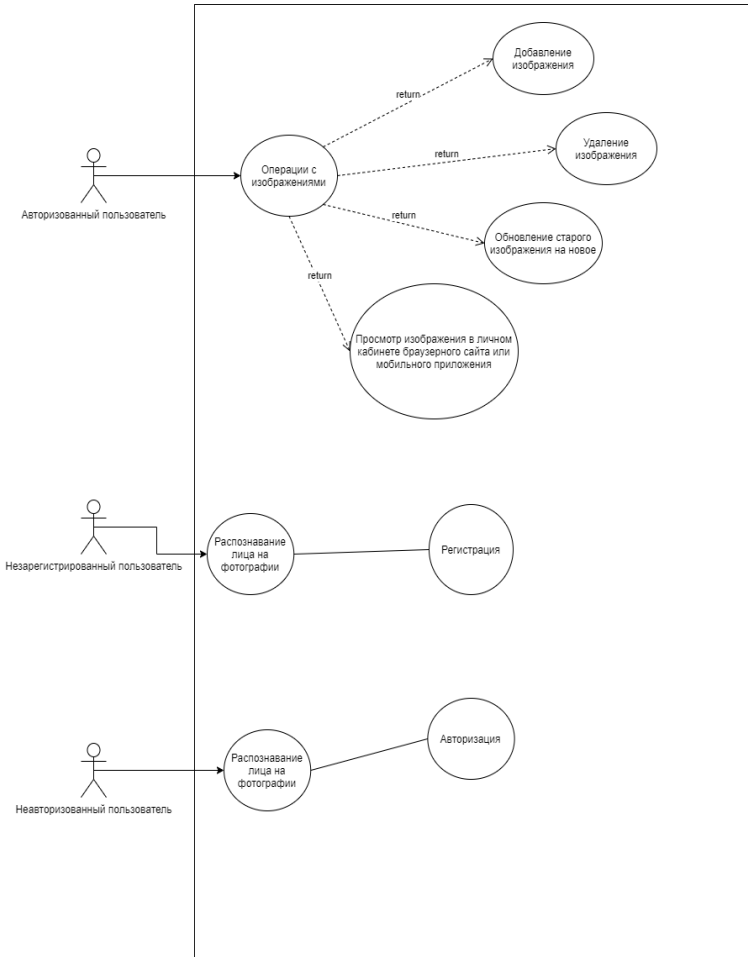 Добавление
изображения
return
Удаление
изображения
return
Операции с
изображениями
Авторизованный пользователь
return
Обновление старого
изображения на новое
return
Просмотр изображения в личном
кабинете браузерного сайта или
мобильного приложения
Незарегистрированный пользователь
Распознавание
лица на
фотографии
Регистрация
Неавторизованный пользователь
Распознавание
лица на
фотографии
Авторизация